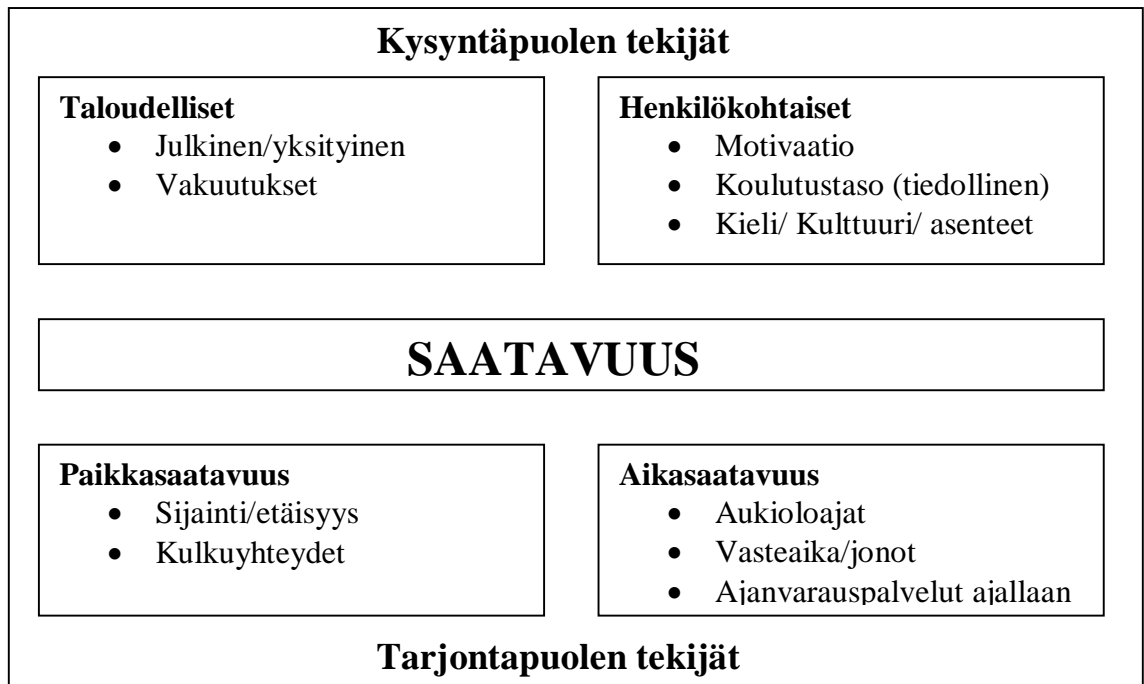 Kysyntäpuolen tekijät
Taloudelliset
• Julkinen/yksityinen
• Vakuutukset
Henkilökohtaiset
• Motivaatio
• Koulutustaso (tiedollinen)
• Kieli/ Kulttuuri/ asenteet
SAATAVUUS
Paikkasaatavuus
• Sijainti/etäisyys
• Kulkuyhteydet
Aikasaatavuus
• Aukioloajat
• Vasteaika/jonot
• Ajanvarauspalvelut ajallaan
Tarjontapuolen tekijät